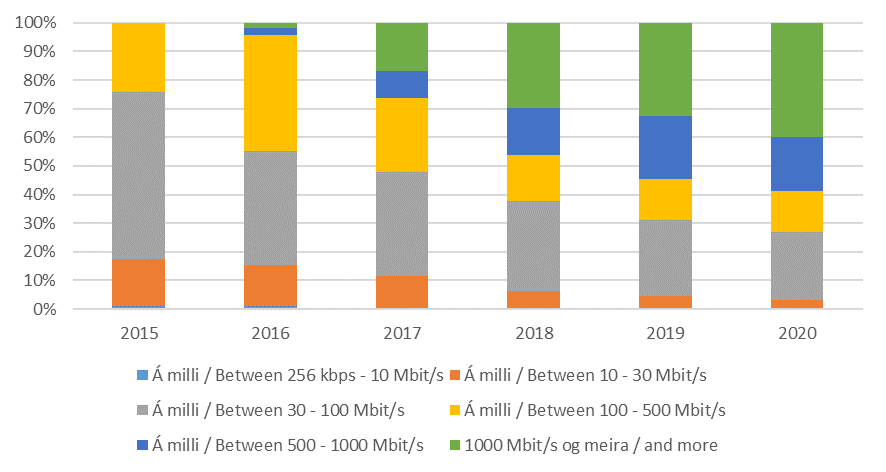 100%
90%
80%
70%
60%
50%
40%
30%
20%
10%
0%
2015 2016 2017 2018 2019 2020
Á milli / Between 256 kbps - 10 Mbit/s Á milli / Between 10 - 30 Mbit/s
Á milli / Between 30 - 100 Mbit/s Á milli / Between 100 - 500 Mbit/s
Á milli / Between 500 - 1000 Mbit/s 1000 Mbit/s og meira / and more